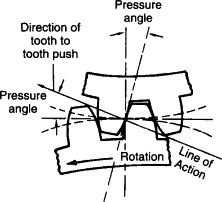 Pressure
angle
Direction of
tooth to
tooth push
Pressure
angle
Line of
Action
Rotation